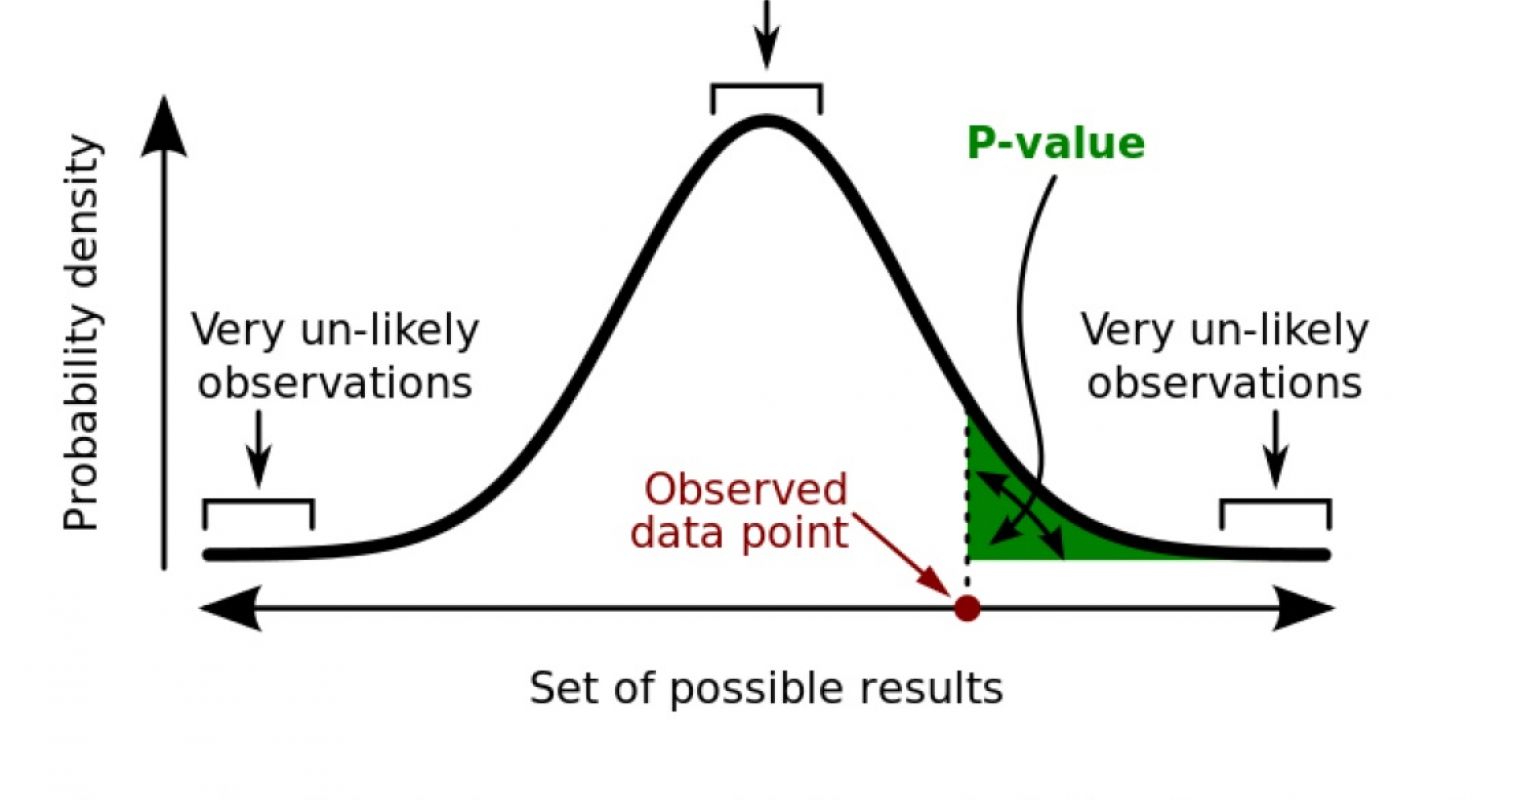 P-value
Probability density
Very un-likely
observations
Very un-likely
observations
Observed
data point
Set of possible results